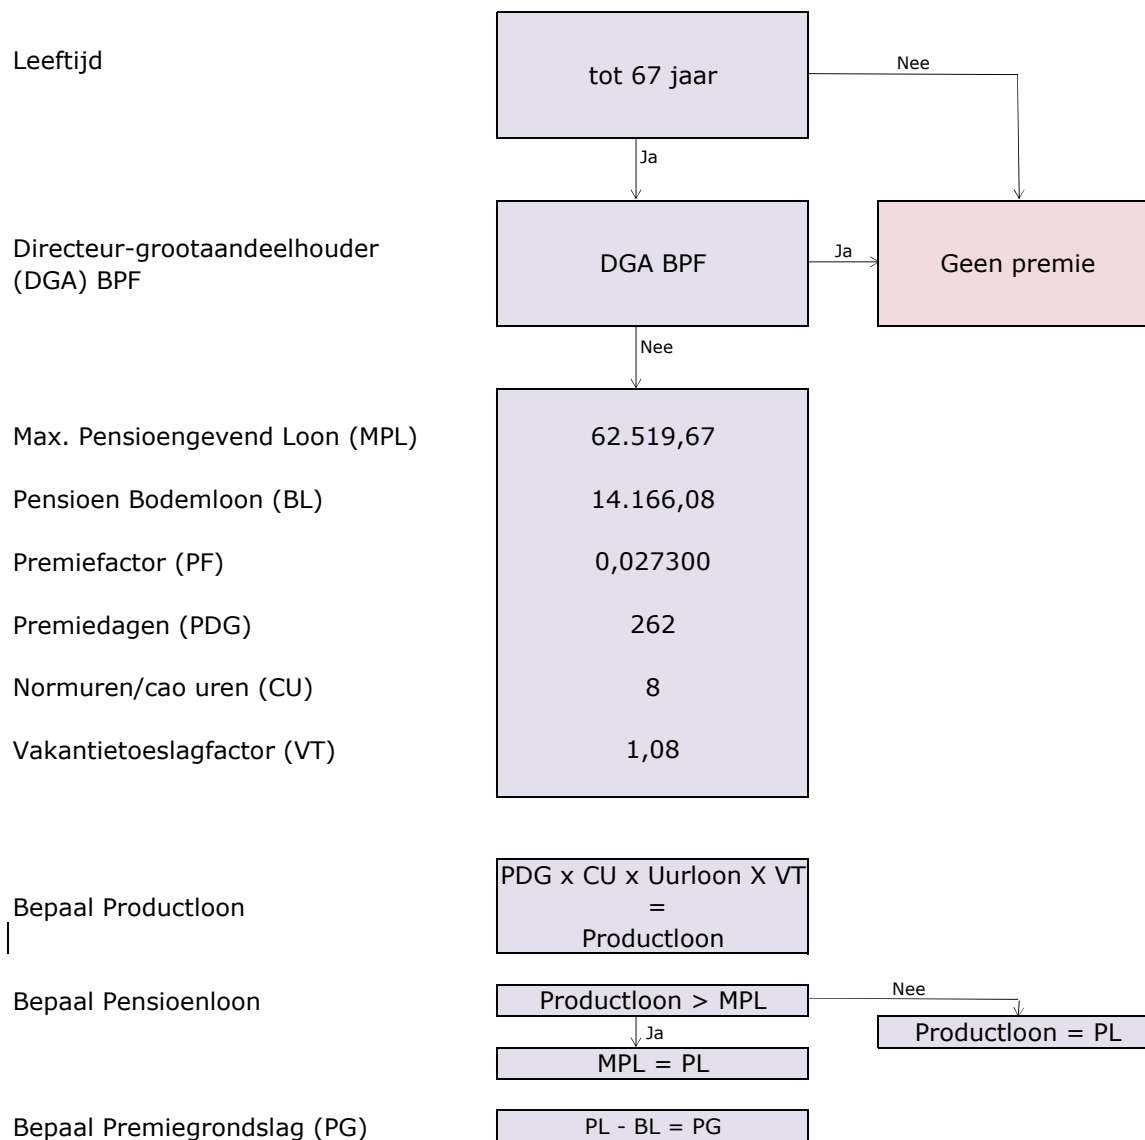 Leeftijd
tot 67 jaar
Nee
Ja
Directeur-grootaandeelhouder
(DGA) BPF
DGA BPF
Ja
Geen premie
Nee
Max. Pensioengevend Loon (MPL)
62.519,67
Pensioen Bodemloon (BL)
14.166,08
Premiefactor (PF)
0,027300
Premiedagen (PDG)
262
Normuren/cao uren (CU)
8
Vakantietoeslagfactor (VT)
1,08
Bepaal Productloon
PDG x CU x Uurloon X VT
=
Productloon
Bepaal Pensioenloon
Productloon > MPL
Nee
Productloon = PL
Ja
MPL = PL
Bepaal Premiegrondslag (PG)
PL - BL = PG